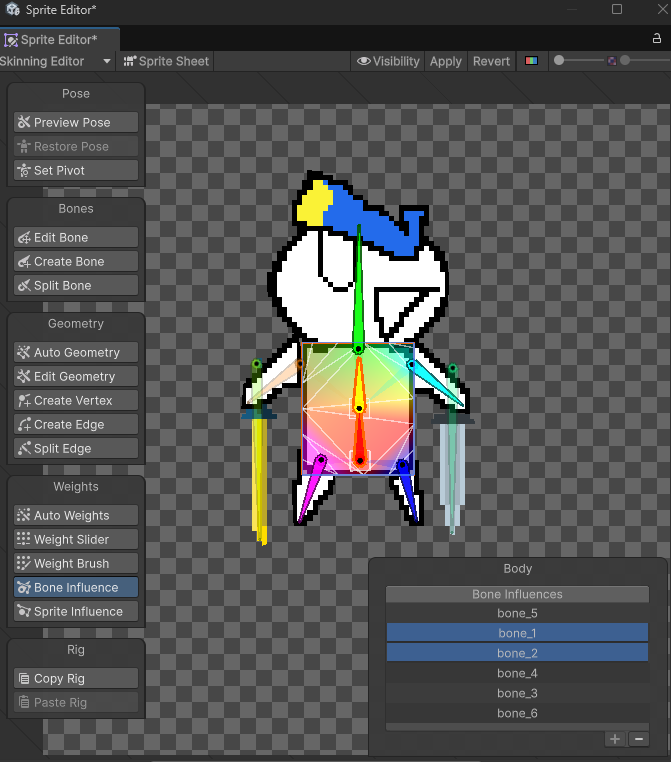 Sprite Editor*
Sprite Editor*
Skinning Editor
Sprite Sheet
Visibility
Apply
Revert
Pose
Preview Pose
Restore Pose
Set Pivot
Bones
Edit Bone
Create Bone
Split Bone
Geometry
Auto Geometry
Edit Geometry
Create Vertex
Create Edge
Split Edge
Weights
Auto Weights
Weight Slider
Weight Brush
Bone Influence
Sprite Influence
Rig
Copy Rig
Paste Rig
Body
Bone Influences
bone_5
bone_1
bone_2
bone_4
bone_3
bone_6